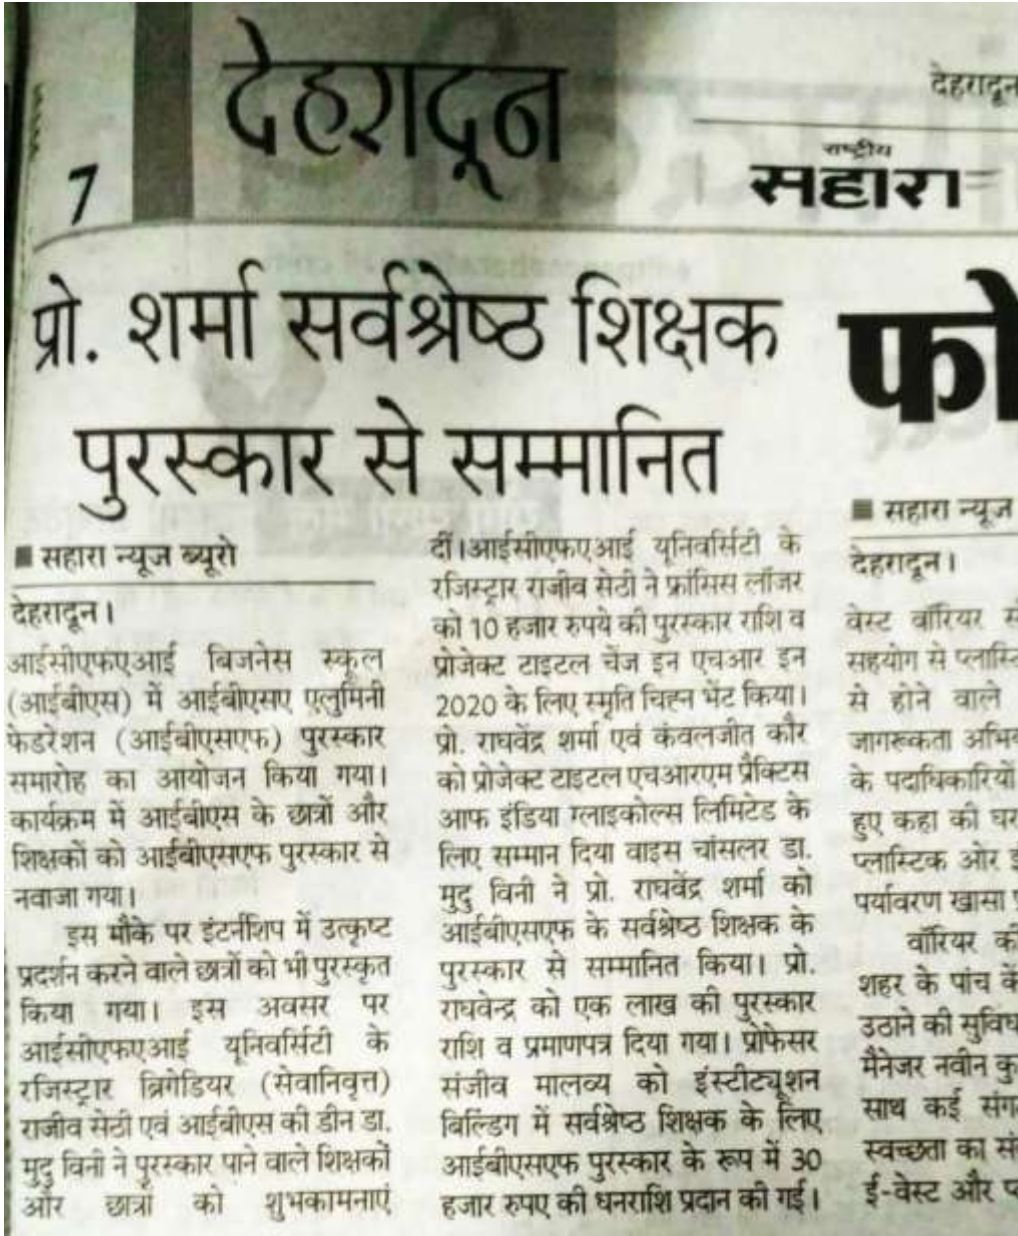 देहरादून
7
देहरादून
राष्ट्रीय
सहारा
प्रो. शर्मा सर्वश्रेष्ठ शिक्षक
पुरस्कार से सम्मानित
■ सहारा न्यूज ब्यूरो
देहरादून।
आईसीएफएआई बिजनेस स्कूल
(आईबीएस) में आईबीएसए एलुमिनी
फेडरेशन (आईबीएसएफ) पुरस्कार
समारोह का आयोजन किया गया।
कार्यक्रम में आईबीएस के छात्रों और
शिक्षकों को आईबीएसएफ पुरस्कार से
नवाजा गया।
इस मौके पर इंटर्नशिप में उत्कृष्ट
प्रदर्शन करने वाले छात्रों को भी पुरस्कृत
किया गया। इस अवसर पर
आईसीएफएआई यूनिवर्सिटी के
रजिस्ट्रार ब्रिगेडियर (सेवानिवृत्त)
राजीव सेठी एवं आईबीएस की डीन डा.
मुदु विनी ने पुरस्कार पाने वाले शिक्षकों
और छात्रों को शुभकामनाएं
दीं।आईसीएफएआई यूनिवर्सिटी के
रजिस्ट्रार राजीव सेठी ने फ्रांसिस लॉजर
को 10 हजार रुपये की पुरस्कार राशि व
प्रोजेक्ट टाइटल चेंज इन एचआर इन
2020 के लिए स्मृति चिह्न भेंट किया।
प्रो. राघवेंद्र शर्मा एवं कंवलजीत कौर
को प्रोजेक्ट टाइटल एचआरएम प्रैक्टिस
आफ इंडिया ग्लाइकोल्स लिमिटेड के
लिए सम्मान दिया वाइस चांसलर डा.
मुदु विनी ने प्रो. राघवेंद्र शर्मा को
आईबीएसएफ के सर्वश्रेष्ठ शिक्षक के
पुरस्कार से सम्मानित किया। प्रो.
राघवेन्द्र को एक लाख की पुरस्कार
राशि व प्रमाणपत्र दिया गया। प्रोफेसर
संजीव मालव्य को इंस्टीट्यूशन
बिल्डिंग में सर्वश्रेष्ठ शिक्षक के लिए
आईबीएसएफ पुरस्कार के रूप में 30
हजार रुपए की धनराशि प्रदान की गई।
फो
■ सहारा न्यूज
देहरादून।
वेस्ट वॉरियर
सहयोग से
से होने वाले
जागरूकता
के पदाधिकारियों
हुए कहा की घर
प्लास्टिक ओर
पर्यावरण खासा
वॉरियर की
शहर के पांच
उठाने की
मैनेजर नवीन
साथ कई
स्वच्छता का
ई-वेस्ट और